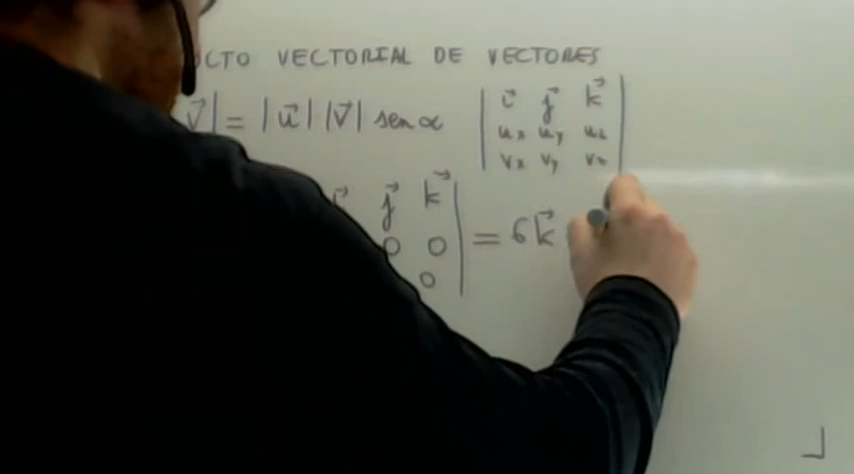 CTO VECTORIAL DE VECTORES
v⃗| = |u⃗| |v⃗| sen α
| i⃗ j⃗ k⃗ |
ux uy uz
vx vy vz
j⃗ k⃗ |
0 0 = 6k⃗
0